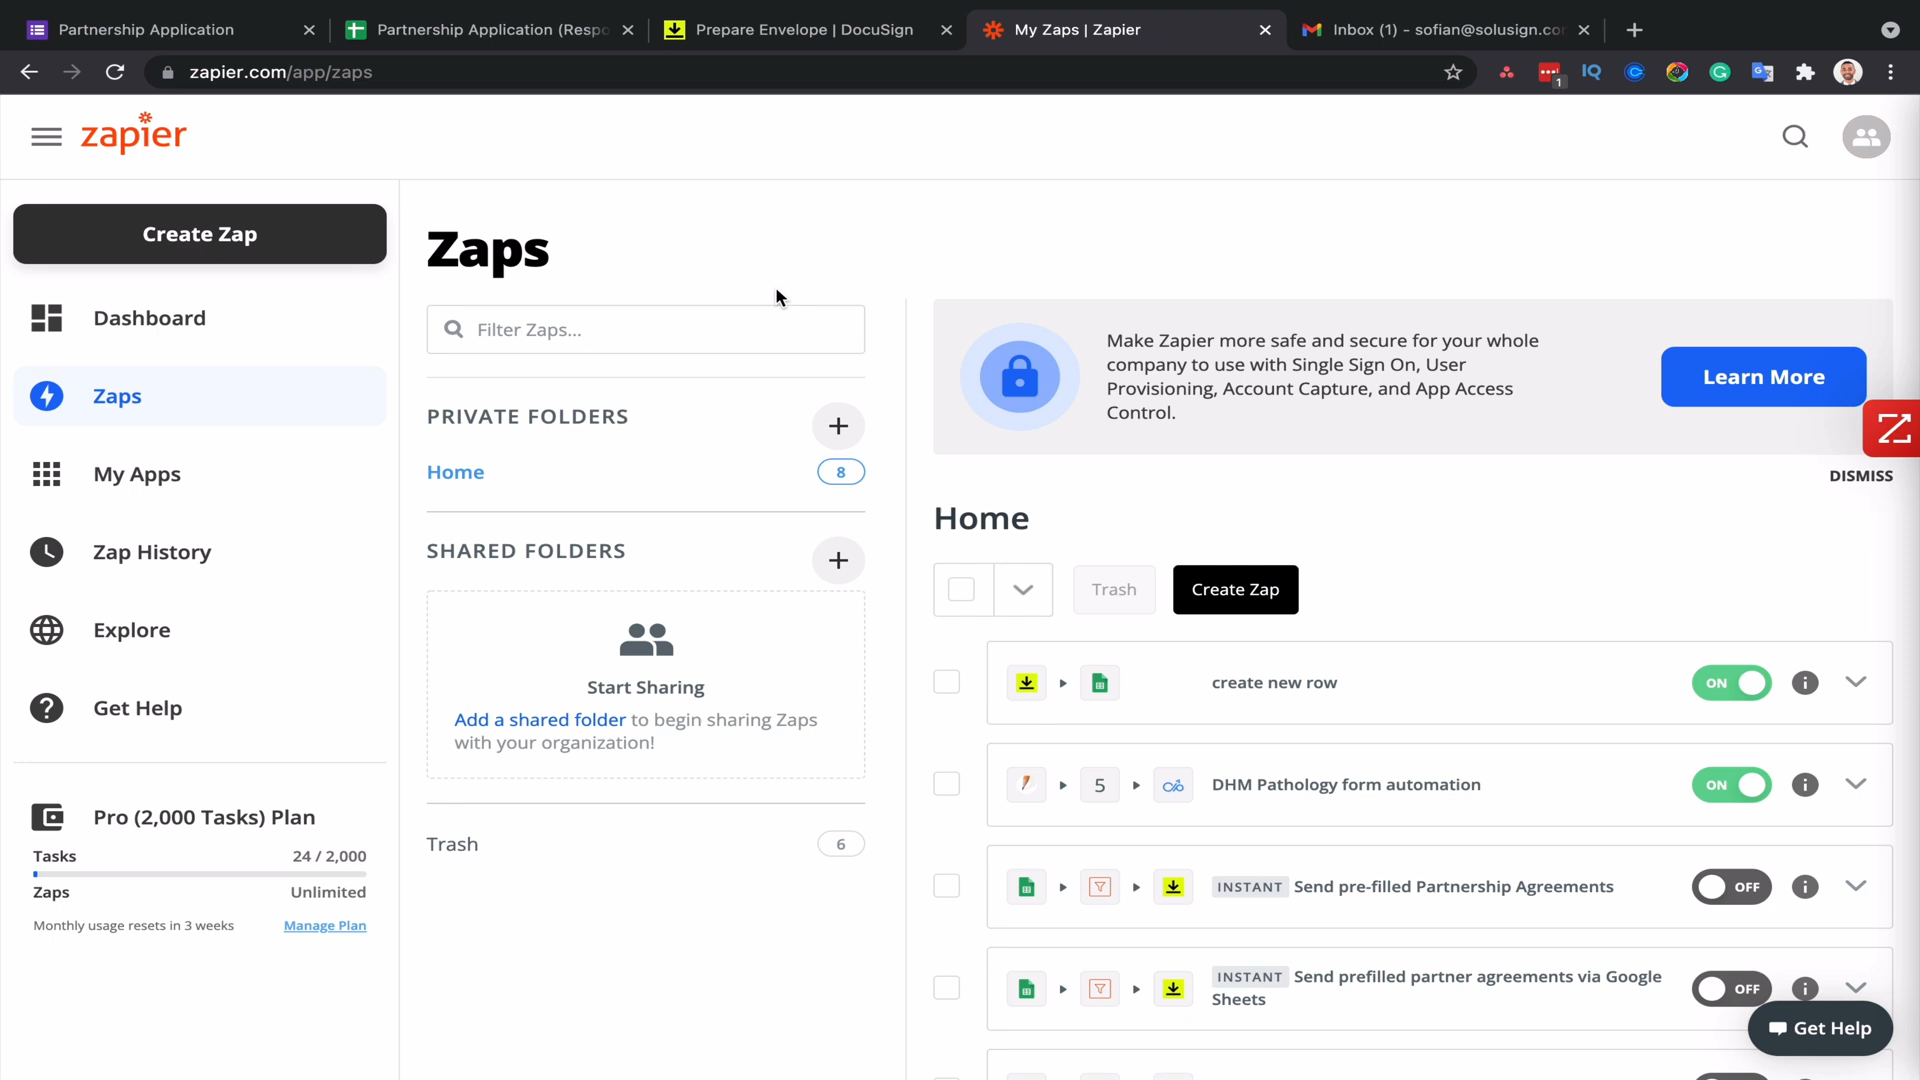 Partnership Application
Partnership Application (Respo
Prepare Envelope | DocuSign
My Zaps | Zapier
Inbox (1) - sofian@solusign.co
zapier.com/app/zaps
1
IQ
zapier
Create Zap
Dashboard
Zaps
My Apps
Zap History
Explore
Get Help
Pro (2,000 Tasks) Plan
Tasks 24 / 2,000
Zaps Unlimited
Monthly usage resets in 3 weeks Manage Plan
Zaps
Filter Zaps...
PRIVATE FOLDERS
Home 8
SHARED FOLDERS
Start Sharing
Add a shared folder to begin sharing Zaps
with your organization!
Trash 6
Make Zapier more safe and secure for your whole
company to use with Single Sign On, User
Provisioning, Account Capture, and App Access
Control.
Learn More
DISMISS
Home
Trash
Create Zap
create new row ON
5 DHM Pathology form automation ON
INSTANT Send pre-filled Partnership Agreements OFF
INSTANT Send prefilled partner agreements via Google
Sheets OFF
Get Help